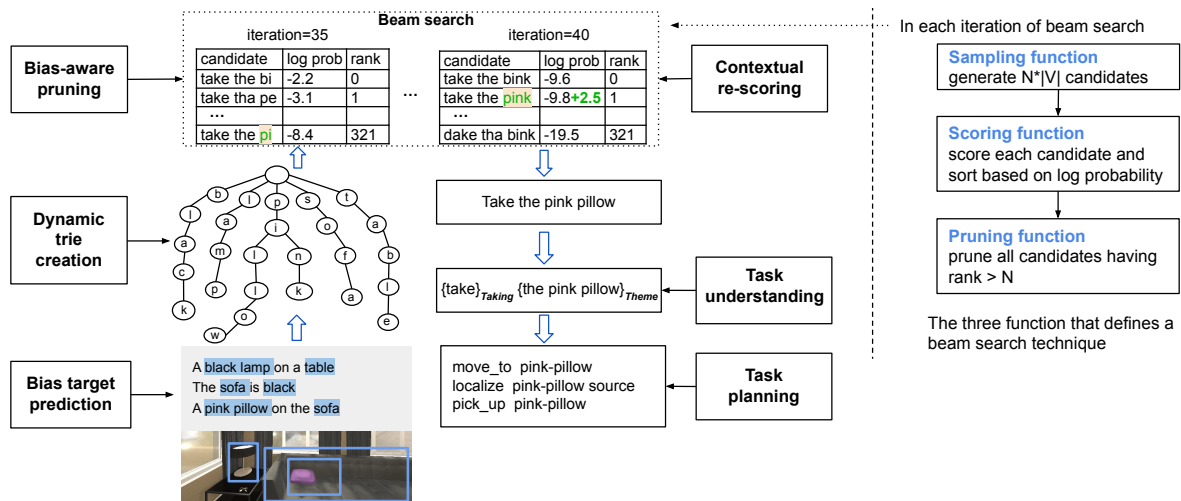 Beam search
iteration=35
candidate log prob rank
take the bi -2.2 0
take tha pe -3.1 1
...
take the pi -8.4 321
...
iteration=40
candidate log prob rank
take the bink -9.6 0
take the pink -9.8+2.5 1
...
dake tha bink -19.5 321
Bias-aware
pruning
Contextual
re-scoring
Dynamic
trie
creation
b l p s t
l a i o a
a m l n f b
c p l k a l
k o e
w
Take the pink pillow
{take}Taking {the pink pillow}Theme
Task
understanding
Bias target
prediction
A black lamp on a table
The sofa is black
A pink pillow on the sofa
move_to pink-pillow
localize pink-pillow source
pick_up pink-pillow
Task
planning
In each iteration of beam search
Sampling function
generate N*|V| candidates
Scoring function
score each candidate and
sort based on log probability
Pruning function
prune all candidates having
rank > N
The three function that defines a
beam search technique